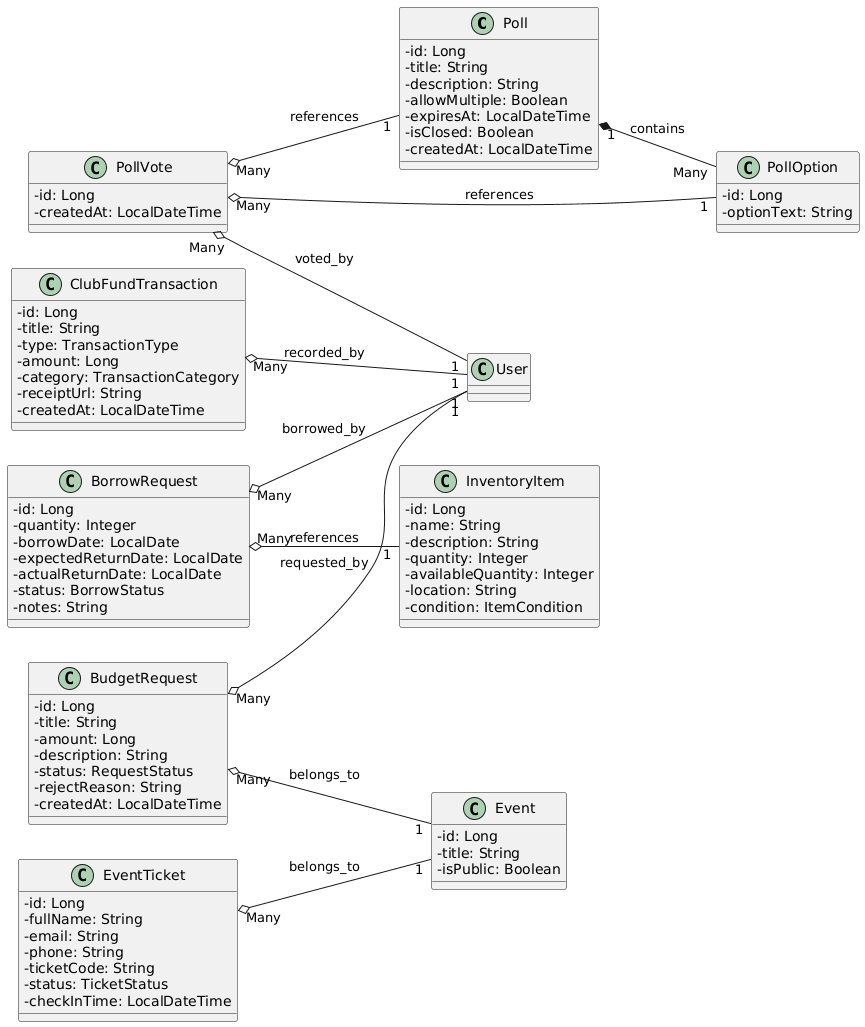 C Poll
-id: Long
-title: String
-description: String
-allowMultiple: Boolean
-expiresAt: LocalDateTime
-isClosed: Boolean
-createdAt: LocalDateTime
references
1
Many
1
contains
Many
C PollVote
-id: Long
-createdAt: LocalDateTime
C PollOption
-id: Long
-optionText: String
Many
references
1
Many
voted_by
1
C ClubFundTransaction
-id: Long
-title: String
-type: TransactionType
-amount: Long
-category: TransactionCategory
-receiptUrl: String
-createdAt: LocalDateTime
Many
recorded_by
1
C User
1
1
borrowed_by
Many
C BorrowRequest
-id: Long
-quantity: Integer
-borrowDate: LocalDate
-expectedReturnDate: LocalDate
-actualReturnDate: LocalDate
-status: BorrowStatus
-notes: String
Many
references
1
requested_by
C InventoryItem
-id: Long
-name: String
-description: String
-quantity: Integer
-availableQuantity: Integer
-location: String
-condition: ItemCondition
C BudgetRequest
-id: Long
-title: String
-amount: Long
-description: String
-status: RequestStatus
-rejectReason: String
-createdAt: LocalDateTime
Many
Many
belongs_to
1
C Event
-id: Long
-title: String
-isPublic: Boolean
belongs_to
1
Many
C EventTicket
-id: Long
-fullName: String
-email: String
-phone: String
-ticketCode: String
-status: TicketStatus
-checkInTime: LocalDateTime